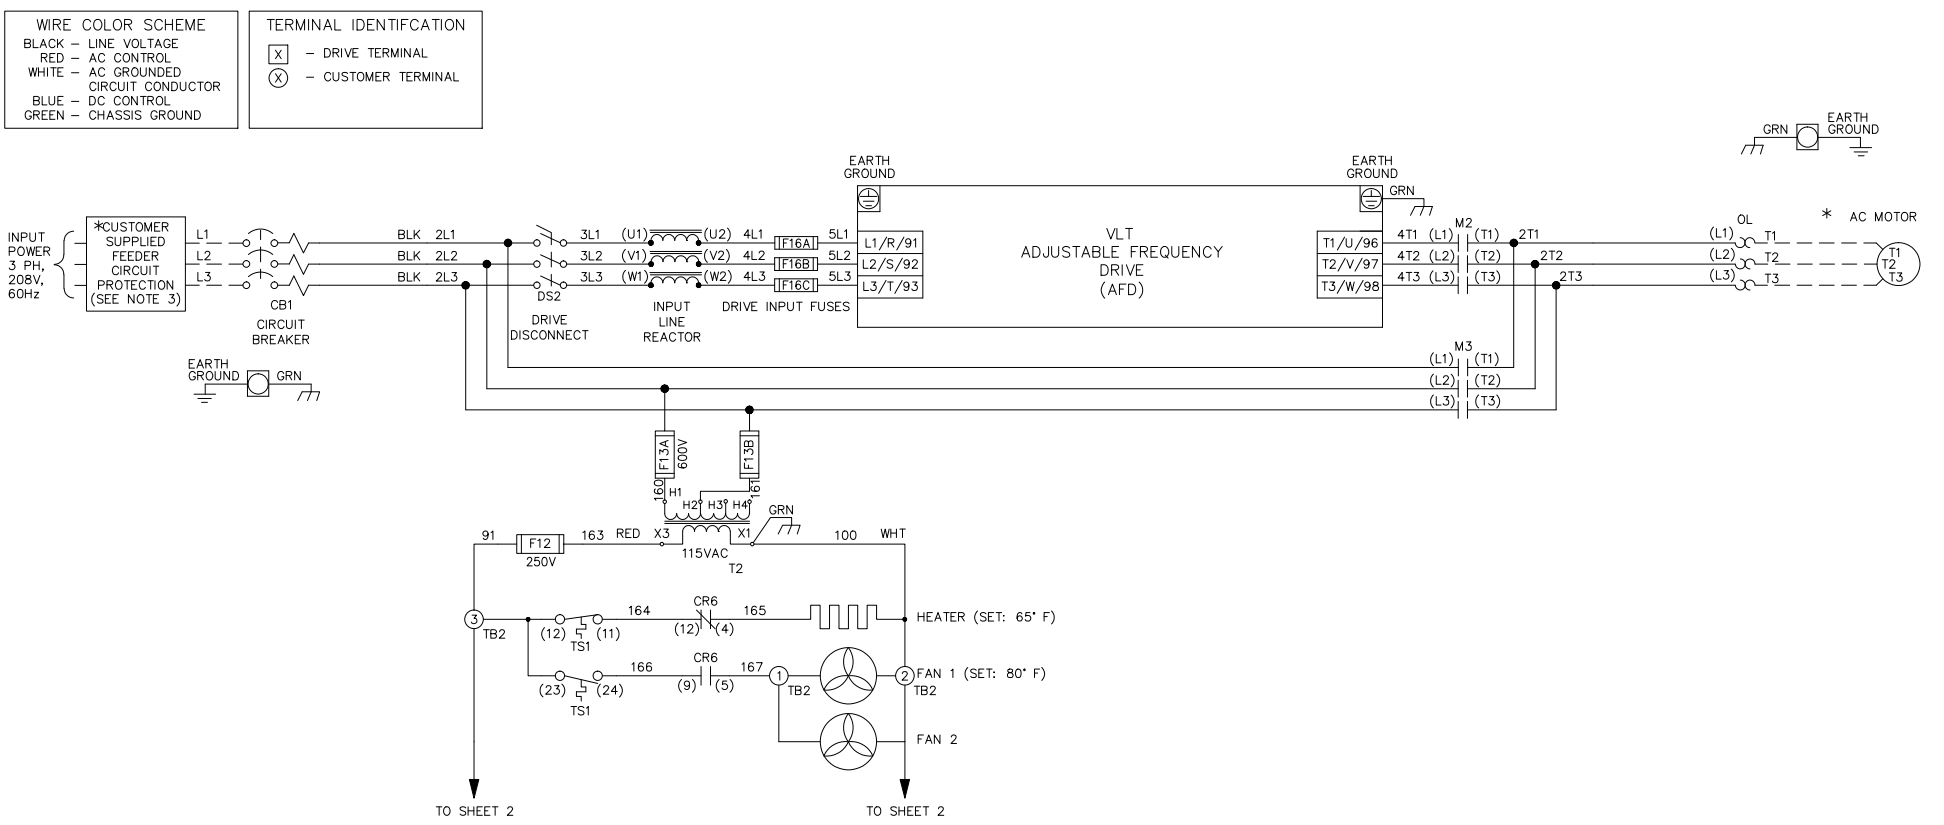 WIRE COLOR SCHEME
BLACK – LINE VOLTAGE
RED – AC CONTROL
WHITE – AC GROUNDED
CIRCUIT CONDUCTOR
BLUE – DC CONTROL
GREEN – CHASSIS GROUND
TERMINAL IDENTIFCATION
X – DRIVE TERMINAL
X – CUSTOMER TERMINAL
GRN
EARTH
GROUND
INPUT
POWER
3 PH,
208V,
60Hz
*CUSTOMER
SUPPLIED
FEEDER
CIRCUIT
PROTECTION
(SEE NOTE 3)
L1
L2
L3
CB1
CIRCUIT
BREAKER
BLK 2L1
BLK 2L2
BLK 2L3
DS2
DRIVE
DISCONNECT
3L1
3L2
3L3
(U1) (U2)
(V1) (V2)
(W1) (W2)
INPUT
LINE
REACTOR
4L1
4L2
4L3
F16A
F16B
F16C
DRIVE INPUT FUSES
5L1
5L2
5L3
EARTH
GROUND
L1/R/91
L2/S/92
L3/T/93
VLT
ADJUSTABLE FREQUENCY
DRIVE
(AFD)
EARTH
GROUND
GRN
T1/U/96
T2/V/97
T3/W/98
M2
4T1 (L1) (T1) 2T1
4T2 (L2) (T2) 2T2
4T3 (L3) (T3) 2T3
OL
(L1) T1
(L2) T2
(L3) T3
* AC MOTOR
T1
T2
T3
M3
(L1) (T1)
(L2) (T2)
(L3) (T3)
EARTH
GROUND
GRN
F13A
600V
F13B
160
161
H1
H2
H3
H4
GRN
91
F12
250V
163
RED
X3
X1
115VAC
T2
100
WHT
3
TB2
(12) (11)
TS1
164
CR6
(12) (4)
165
HEATER (SET: 65° F)
(23) (24)
TS1
166
CR6
(9) (5)
167
1
TB2
2
TB2
FAN 1 (SET: 80° F)
FAN 2
TO SHEET 2
TO SHEET 2